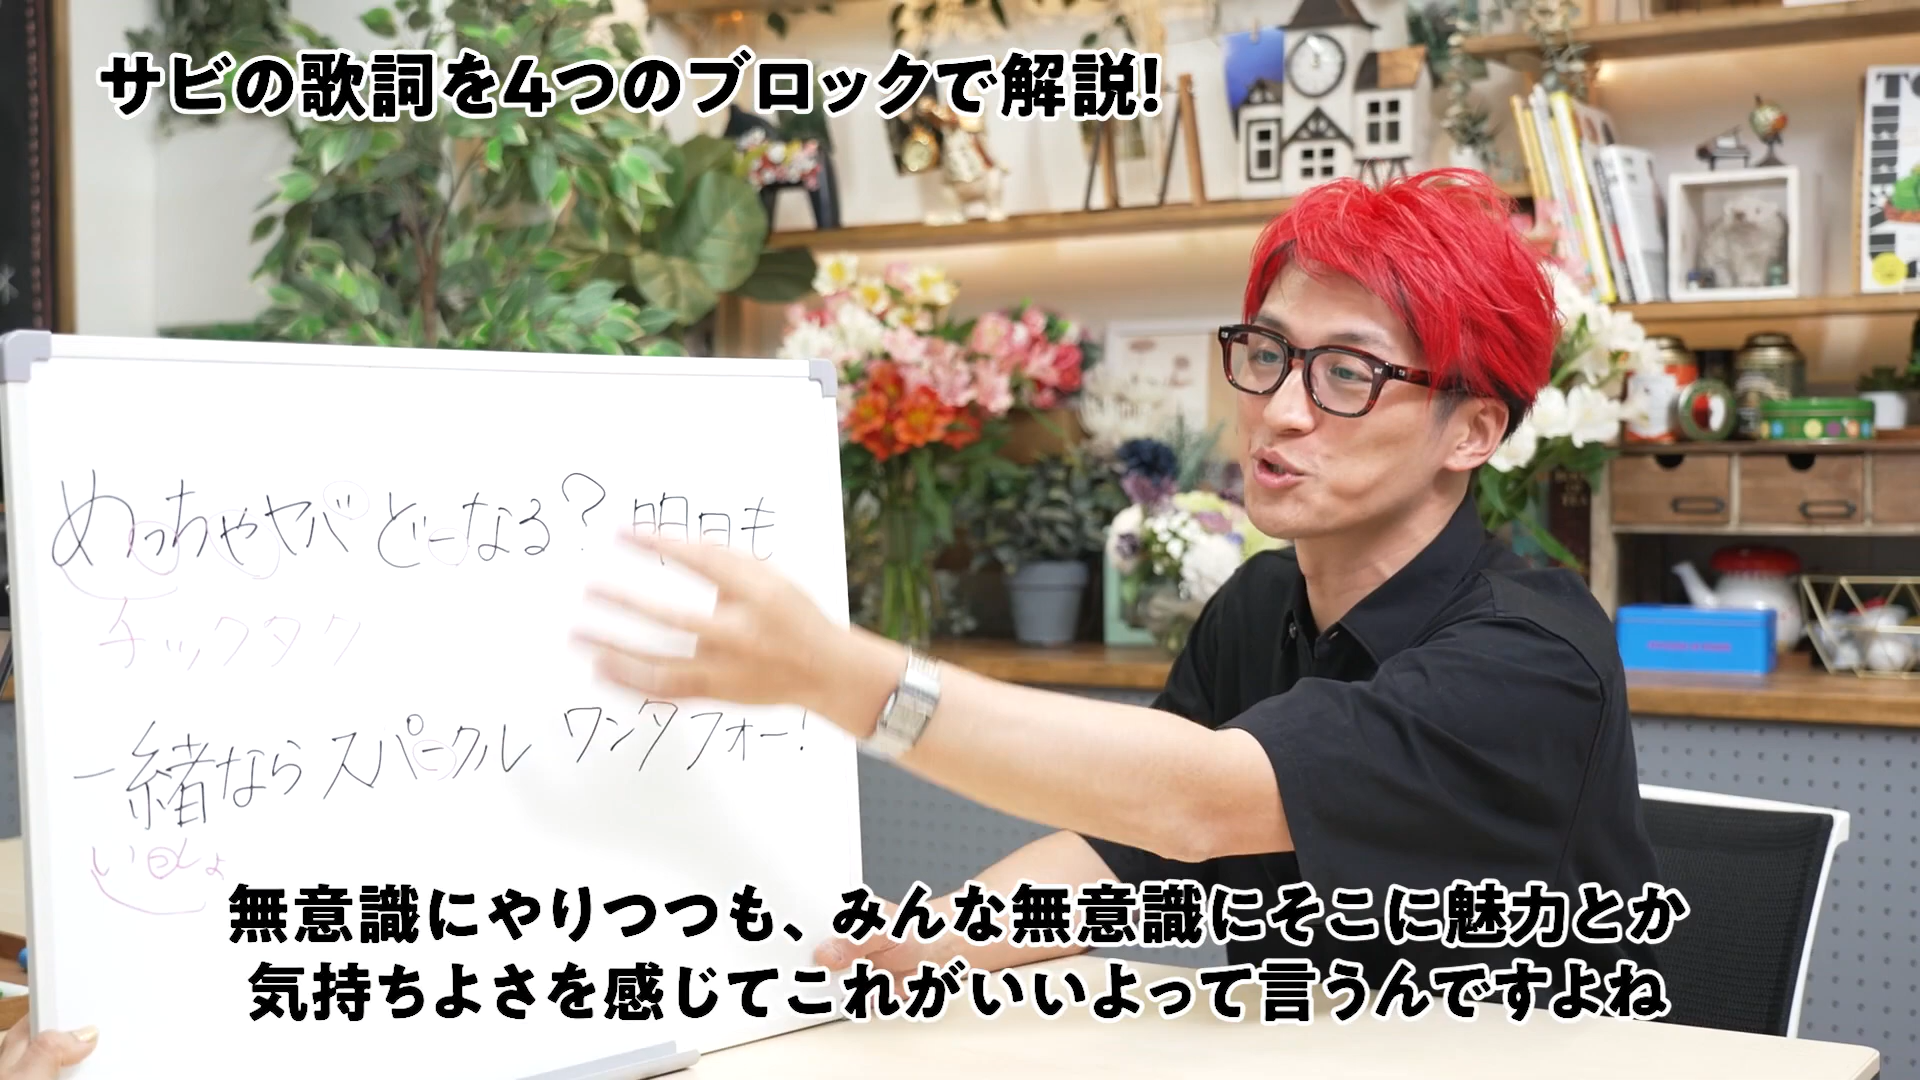 サビの歌詞を4つのブロックで解説!
めっちゃヤバ どーなる? 明日も
チックタク
一緒なら スパークル ワンダフォー!
いっしょ
無意識にやりつつも、みんな無意識にそこに魅力とか
気持ちよさを感じてこれがいいよって言うんですよね